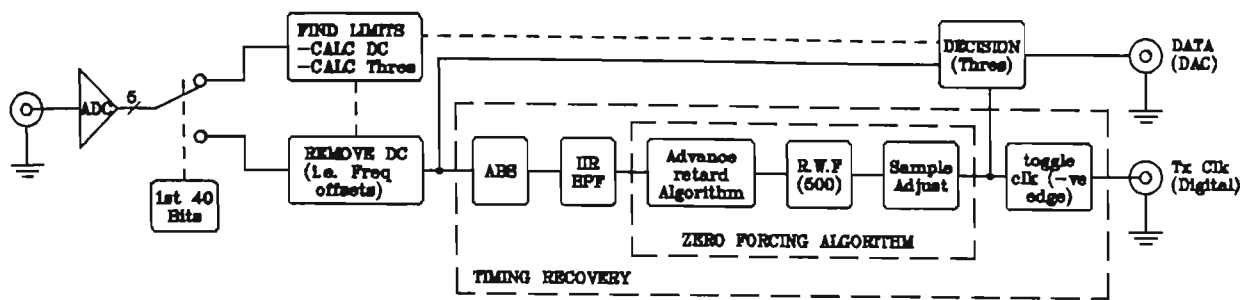 FIND LIMITS
-CALC DC
-CALC Thres
DECISION
(Thres)
DATA
(DAC)
ADC
6
REMOVE DC
(i.e. Freq
offsets)
ABS
IIR
BPF
Advance
retard
Algorithm
R.W.F
(500)
Sample
Adjust
toggle
clk (-ve
edge)
Tx Clk
(Digital)
1st 40
Bits
ZERO FORCING ALGORITHM
TIMING RECOVERY